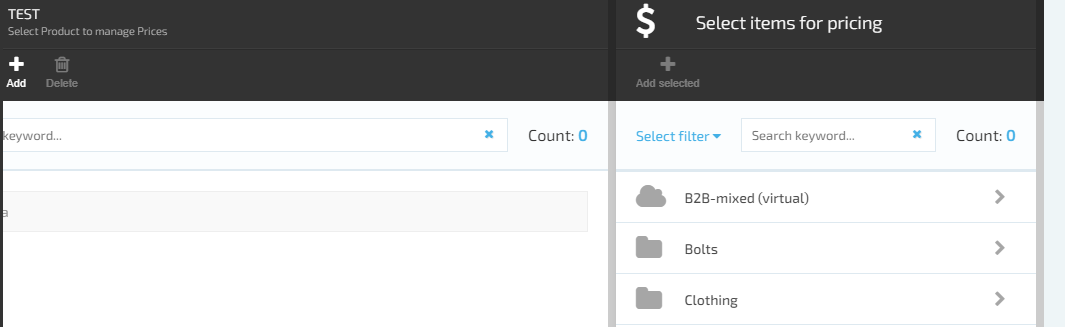 TEST
Select Product to manage Prices
Add Delete
keyword...
Count: 0
a
$ Select items for pricing
Add selected
Select filter
Search keyword...
Count: 0
B2B-mixed (virtual)
Bolts
Clothing